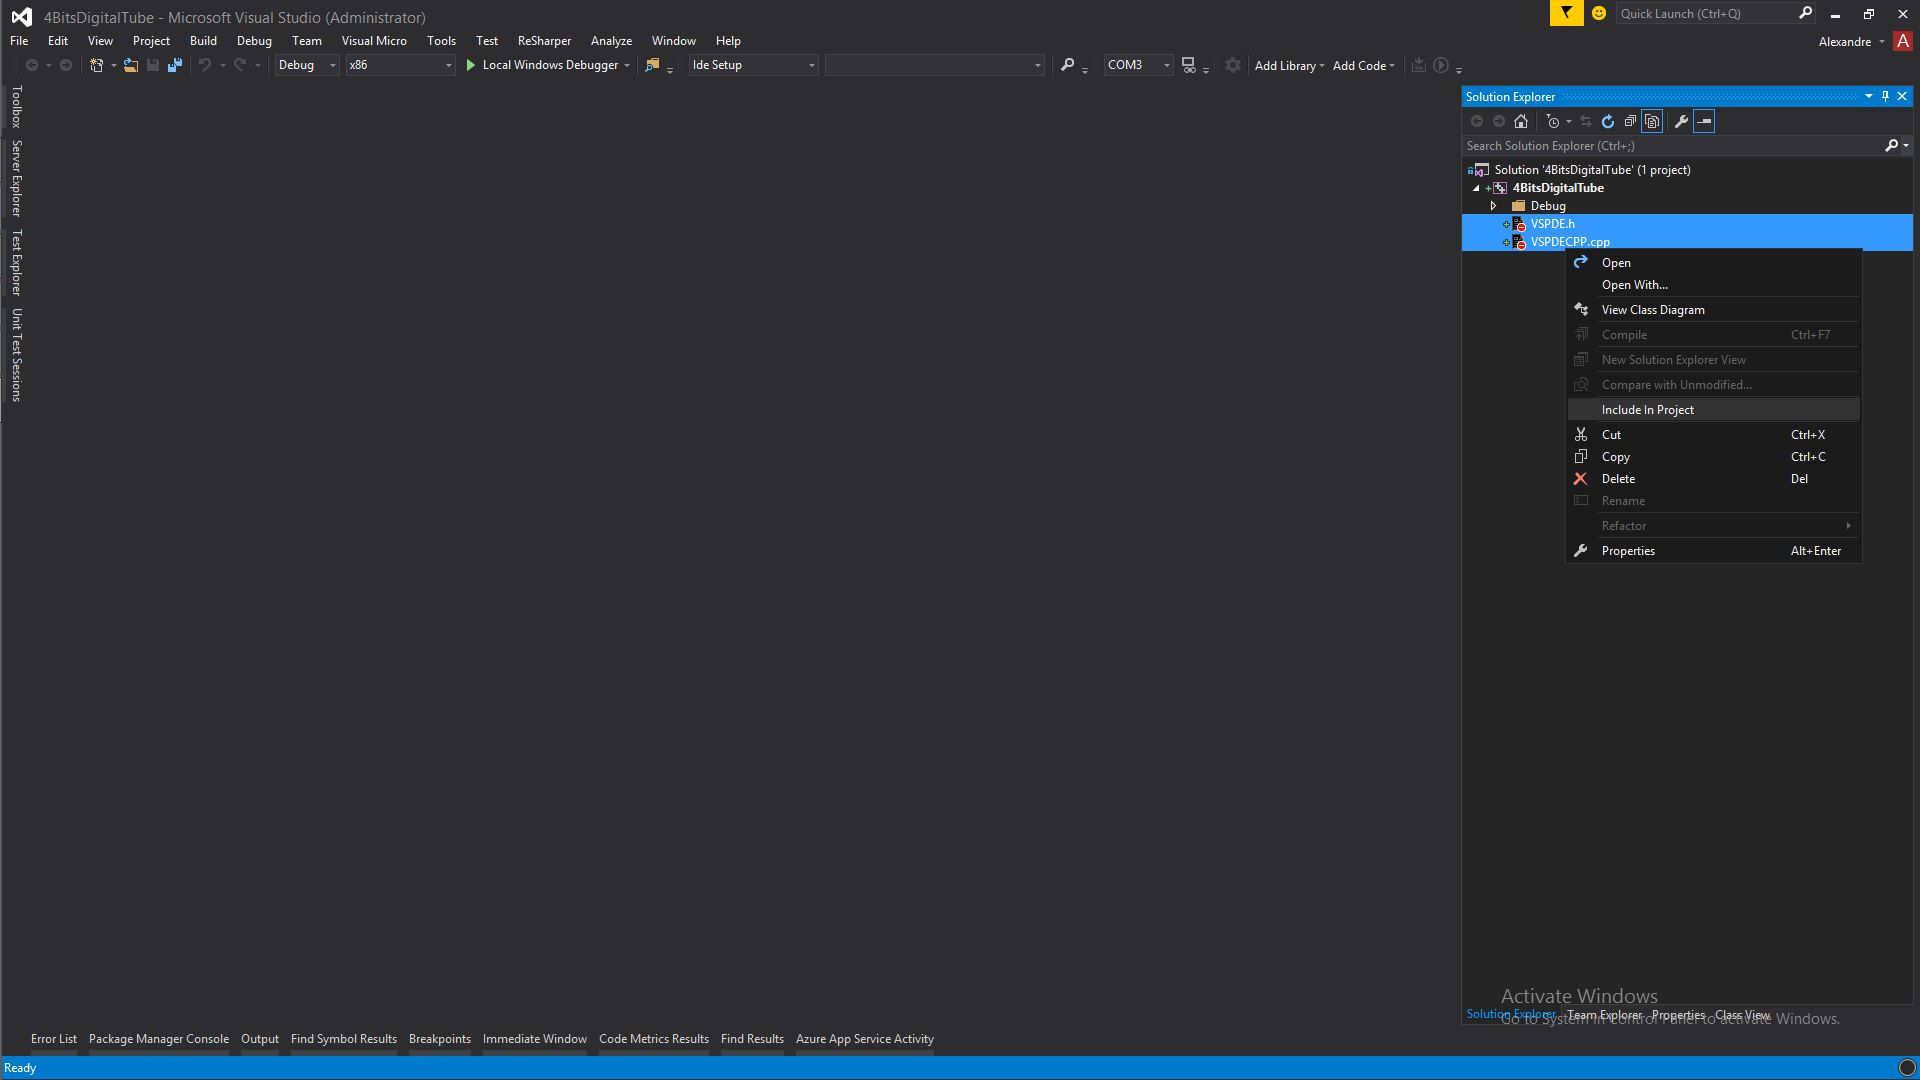 4BitsDigitalTube - Microsoft Visual Studio (Administrator)
Quick Launch (Ctrl+Q)
File Edit View Project Build Debug Team Visual Micro Tools Test ReSharper Analyze Window Help
Alexandre A
Debug x86 Local Windows Debugger Ide Setup COM3 Add Library Add Code
Toolbox
Server Explorer
Test Explorer
Unit Test Sessions
Solution Explorer
Search Solution Explorer (Ctrl+;)
Solution '4BitsDigitalTube' (1 project)
4BitsDigitalTube
Debug
VSPDE.h
VSPDECPP.cpp
Open
Open With...
View Class Diagram
Compile Ctrl+F7
New Solution Explorer View
Compare with Unmodified...
Include In Project
Cut Ctrl+X
Copy Ctrl+C
Delete Del
Rename
Refactor
Properties Alt+Enter
Activate Windows
Go to System in Control Panel to activate Windows.
Solution Explorer Team Explorer Properties Class View
Error List Package Manager Console Output Find Symbol Results Breakpoints Immediate Window Code Metrics Results Find Results Azure App Service Activity
Ready